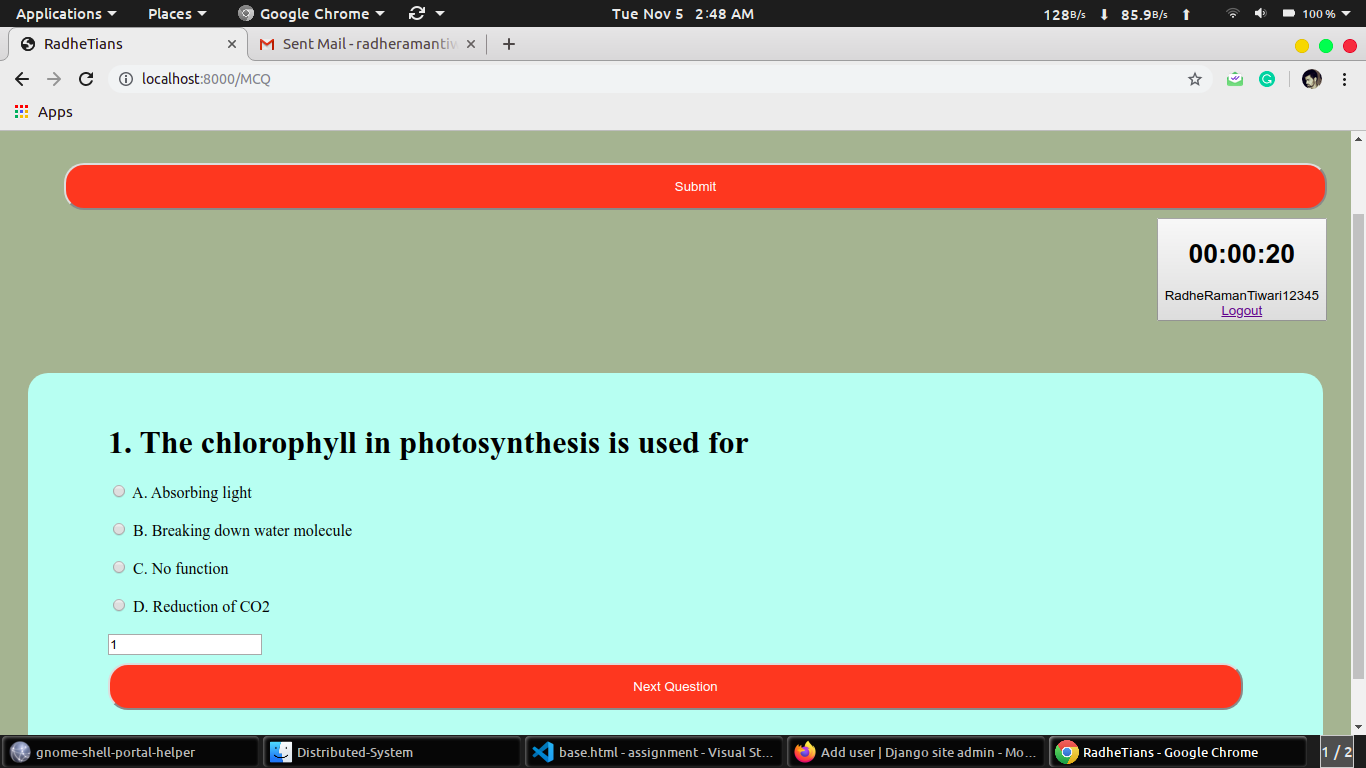 Applications Places Google Chrome Tue Nov 5 2:48 AM 128B/s 85.9B/s 100 %
RadheTians Sent Mail - radheramantiw
localhost:8000/MCQ
Apps
Submit
00:00:20
RadheRamanTiwari12345
Logout
1. The chlorophyll in photosynthesis is used for
A. Absorbing light
B. Breaking down water molecule
C. No function
D. Reduction of CO2
1
Next Question
gnome-shell-portal-helper Distributed-System base.html - assignment - Visual St... Add user | Django site admin - Mo... RadheTians - Google Chrome 1 / 2